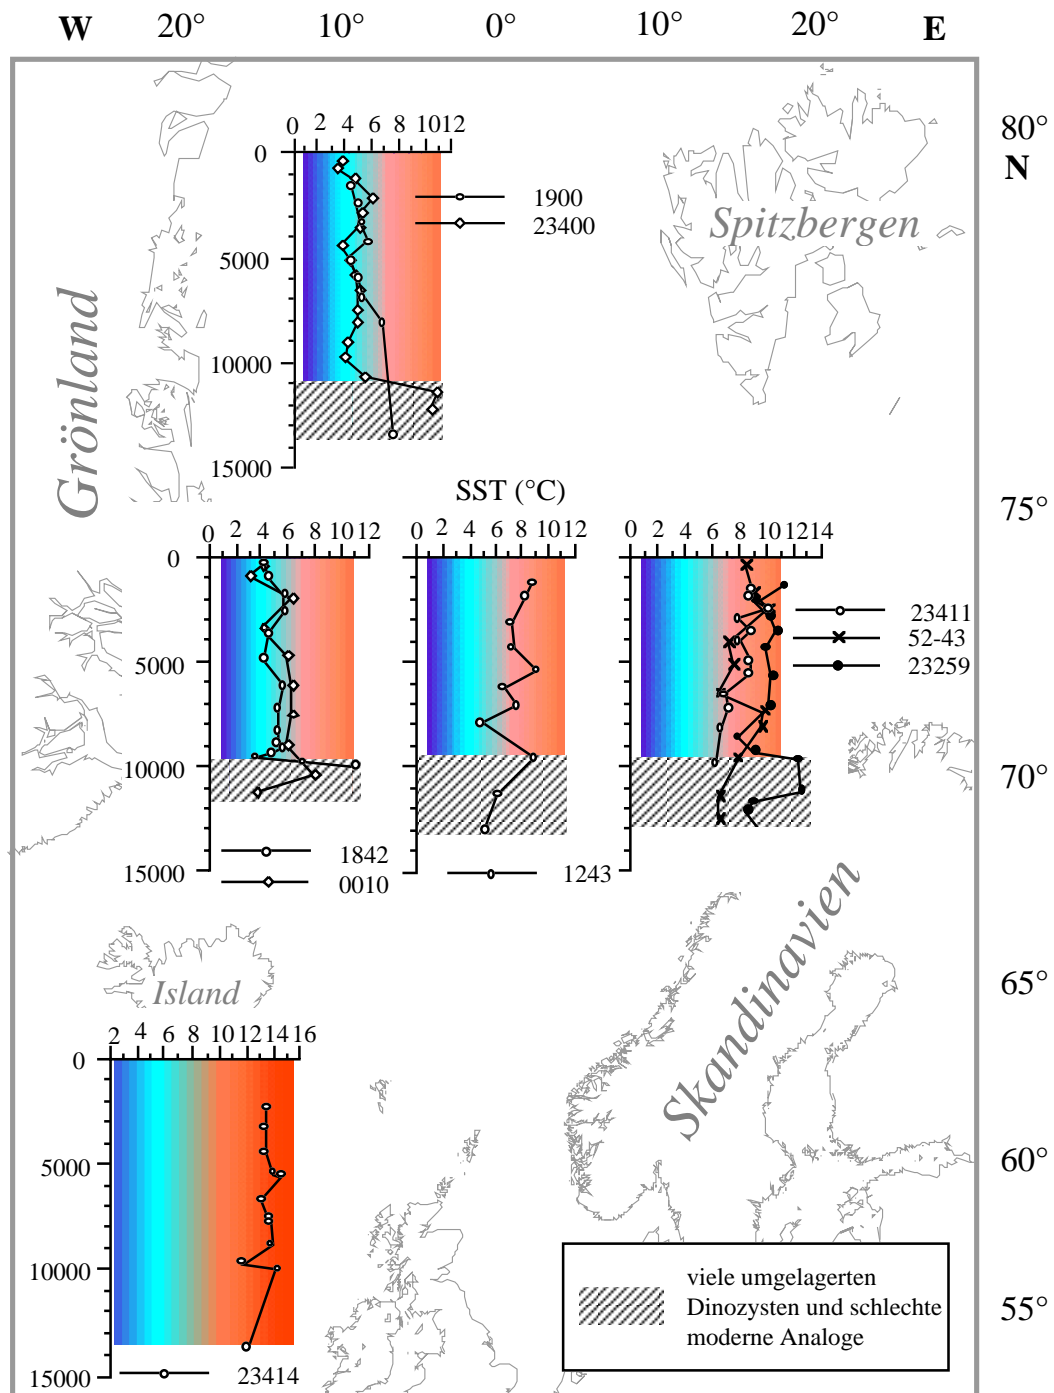 W 20° 10° 0° 10° 20° E
80°
N
75°
70°
65°
60°
55°
0 2 4 6 8 10 12
0
5000
10000
15000
1900
23400
Spitzbergen
Grönland
SST (°C)
0 2 4 6 8 10 12
0
5000
10000
15000
1842
0010
0 2 4 6 8 10 12
1243
0 2 4 6 8 10 12 14
23411
52-43
23259
Island
Skandinavien
2 4 6 8 10 12 14 16
0
5000
10000
15000
23414
viele umgelagerten
Dinozysten und schlechte
moderne Analoge